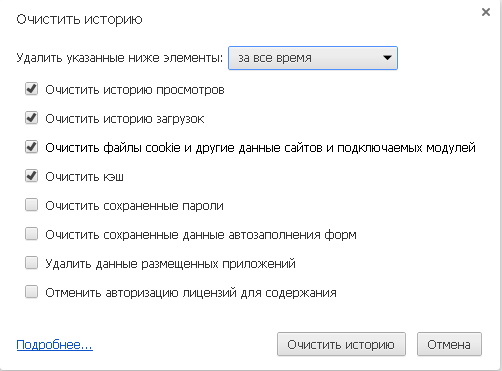 Очистить историю
Удалить указанные ниже элементы: за все время
Очистить историю просмотров
Очистить историю загрузок
Очистить файлы cookie и другие данные сайтов и подключаемых модулей
Очистить кэш
Очистить сохраненные пароли
Очистить сохраненные данные автозаполнения форм
Удалить данные размещенных приложений
Отменить авторизацию лицензий для содержания
Подробнее... Очистить историю Отмена